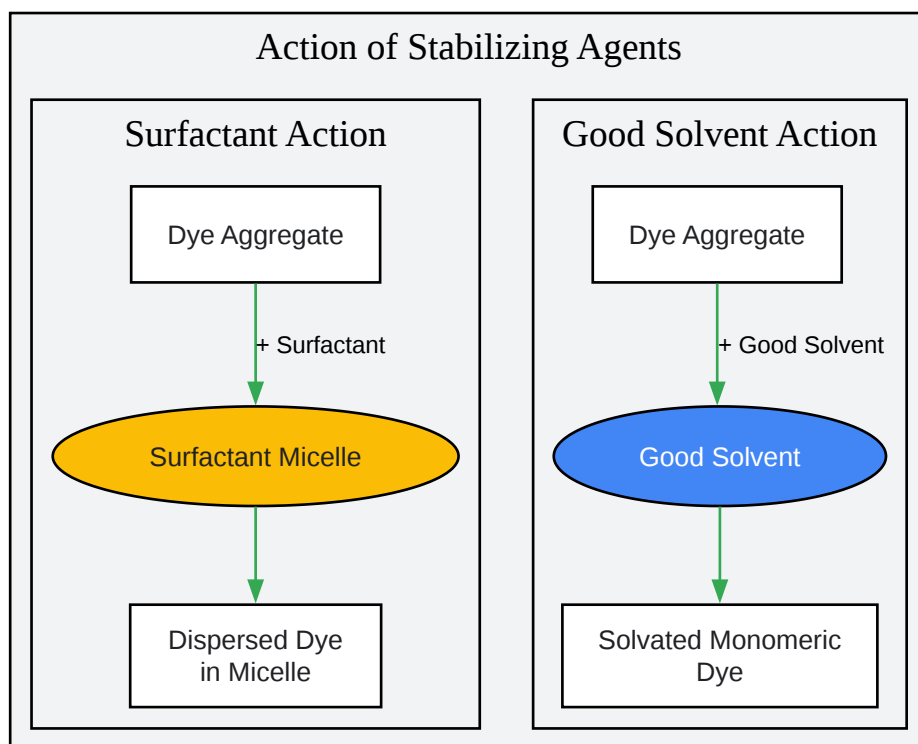 Action of Stabilizing Agents
Surfactant Action
Dye Aggregate
+ Surfactant
Surfactant Micelle
Dispersed Dye
in Micelle
Good Solvent Action
Dye Aggregate
+ Good Solvent
Good Solvent
Solvated Monomeric
Dye